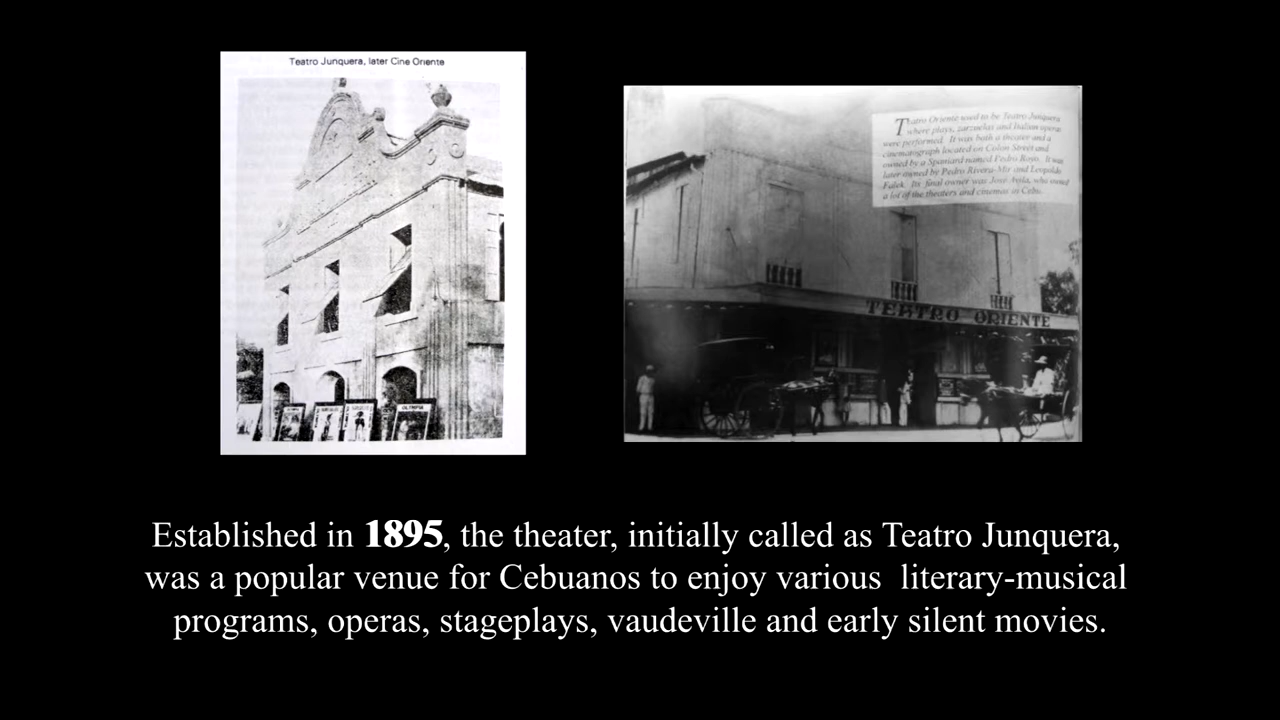 Teatro Junquera, later Cine Oriente
OLYMPIA
Teatro Oriente used to be Teatro Junquera
where plays, zarzuelas and Italian opera
were performed. It was both a theater and a
cinematograph located on Colon Street and
owned by a Spaniard named Pedro Royo. It was
later owned by Pedro Rivera-Mir and Leopoldo
Falek. Its final owner was Jose Avila, who owned
a lot of the theaters and cinemas in Cebu.
TEATRO ORIENTE
Established in 1895, the theater, initially called as Teatro Junquera,
was a popular venue for Cebuanos to enjoy various literary-musical
programs, operas, stageplays, vaudeville and early silent movies.